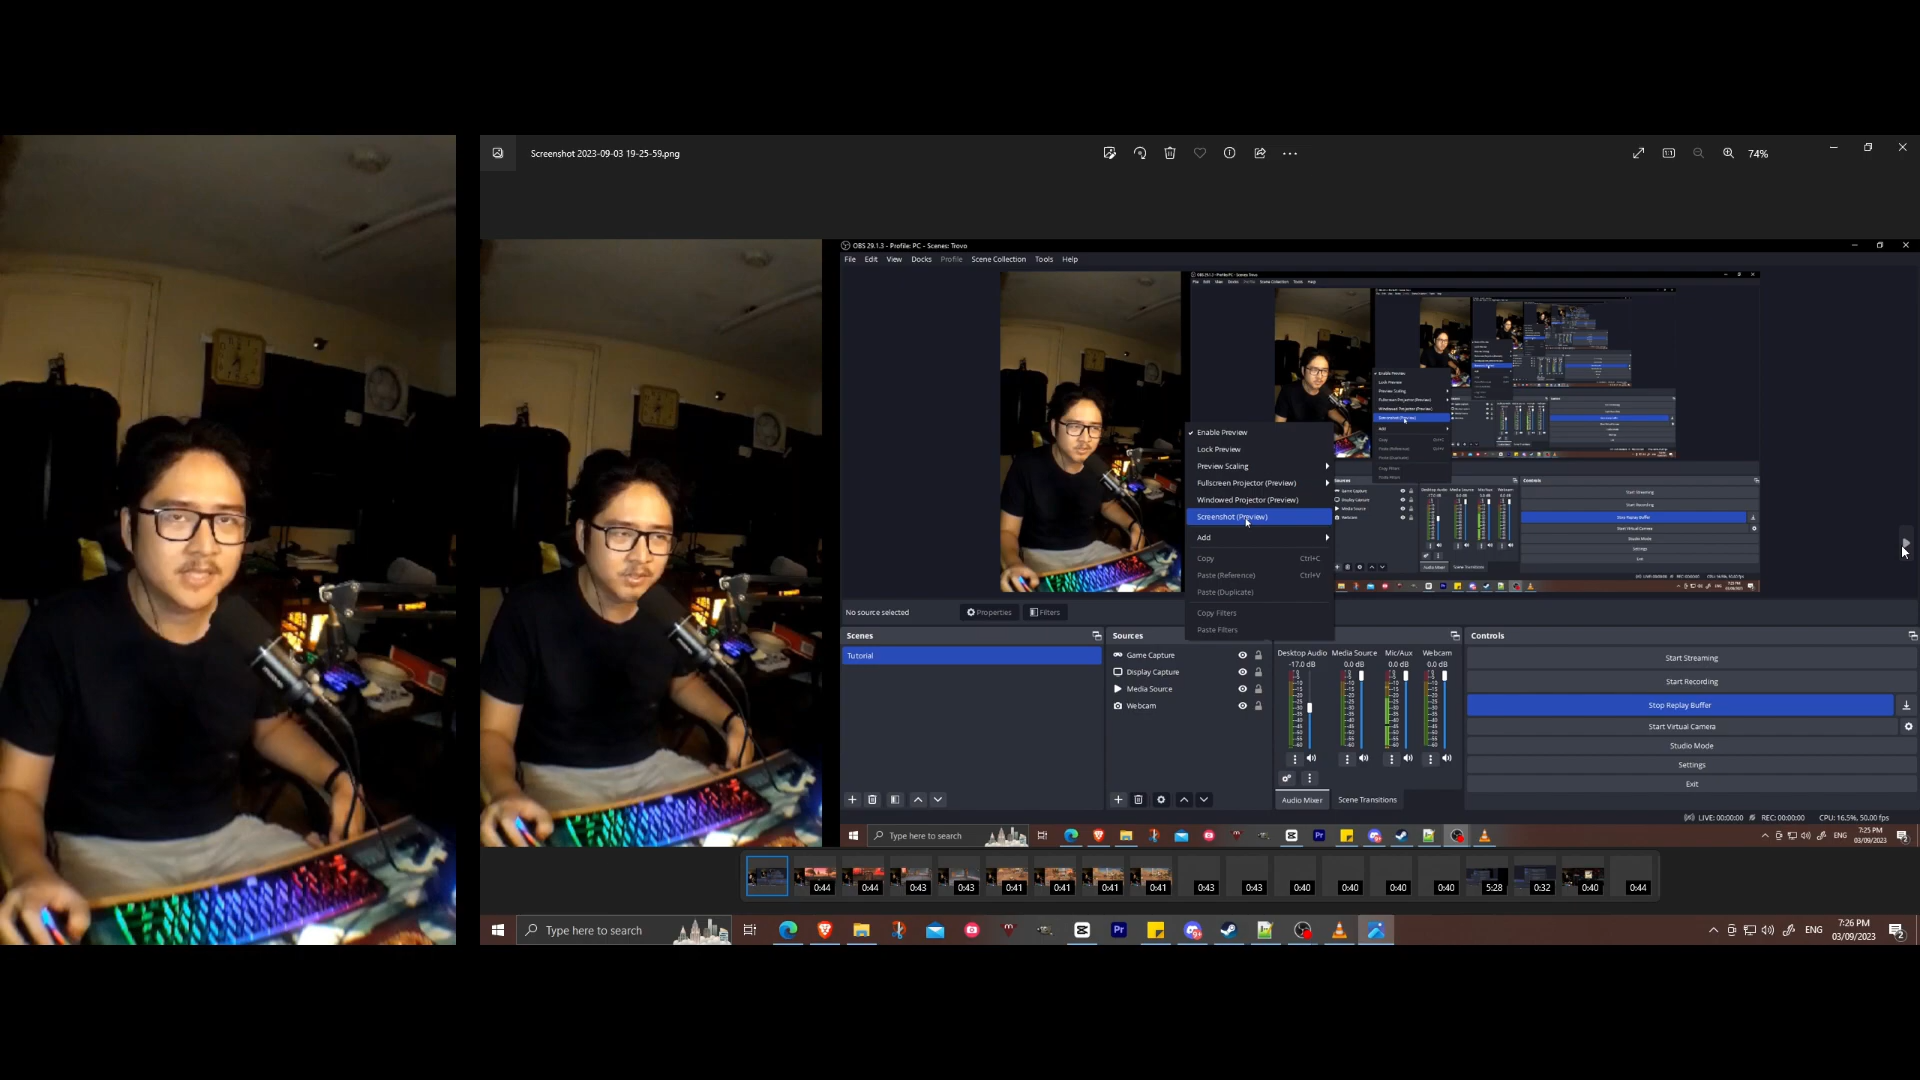 Screenshot 2023-09-03 19-25-59.png
74%
OBS 29.1.3 - Profile: PC - Scenes: Trovo
File Edit View Docks Profile Scene Collection Tools Help
Enable Preview
Lock Preview
Preview Scaling
Fullscreen Projector (Preview)
Windowed Projector (Preview)
Screenshot (Preview)
Add
Copy Ctrl+C
Paste (Reference) Ctrl+V
Paste (Duplicate)
Copy Filters
Paste Filters
No source selected
Properties
Filters
Scenes
Tutorial
Sources
Game Capture
Display Capture
Media Source
Webcam
Desktop Audio Media Source Mic/Aux Webcam
-17.0 dB 0.0 dB 0.0 dB 0.0 dB
Audio Mixer
Scene Transitions
Controls
Start Streaming
Start Recording
Stop Replay Buffer
Start Virtual Camera
Studio Mode
Settings
Exit
LIVE: 00:00:00 REC: 00:00:00 CPU: 16.5%, 50.00 fps
Type here to search
ENG
7:25 PM
03/09/2023
0:44 0:44 0:43 0:43 0:41 0:41 0:41 0:41 0:43 0:43 0:40 0:40 0:40 0:40 5:28 0:32 0:40 0:44
Type here to search
Pr
ENG
7:26 PM
03/09/2023
2